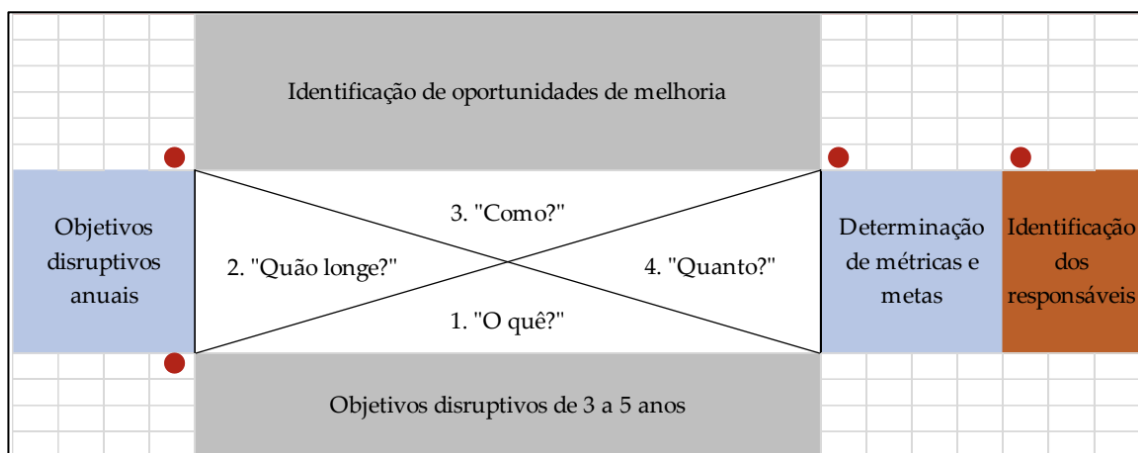 Identificação de oportunidades de melhoria
Objetivos
disruptivos
anuais
3. "Como?"
2. "Quão longe?"
4. "Quanto?"
1. "O quê?"
Determinação
de métricas e
metas
Identificação
dos
responsáveis
Objetivos disruptivos de 3 a 5 anos